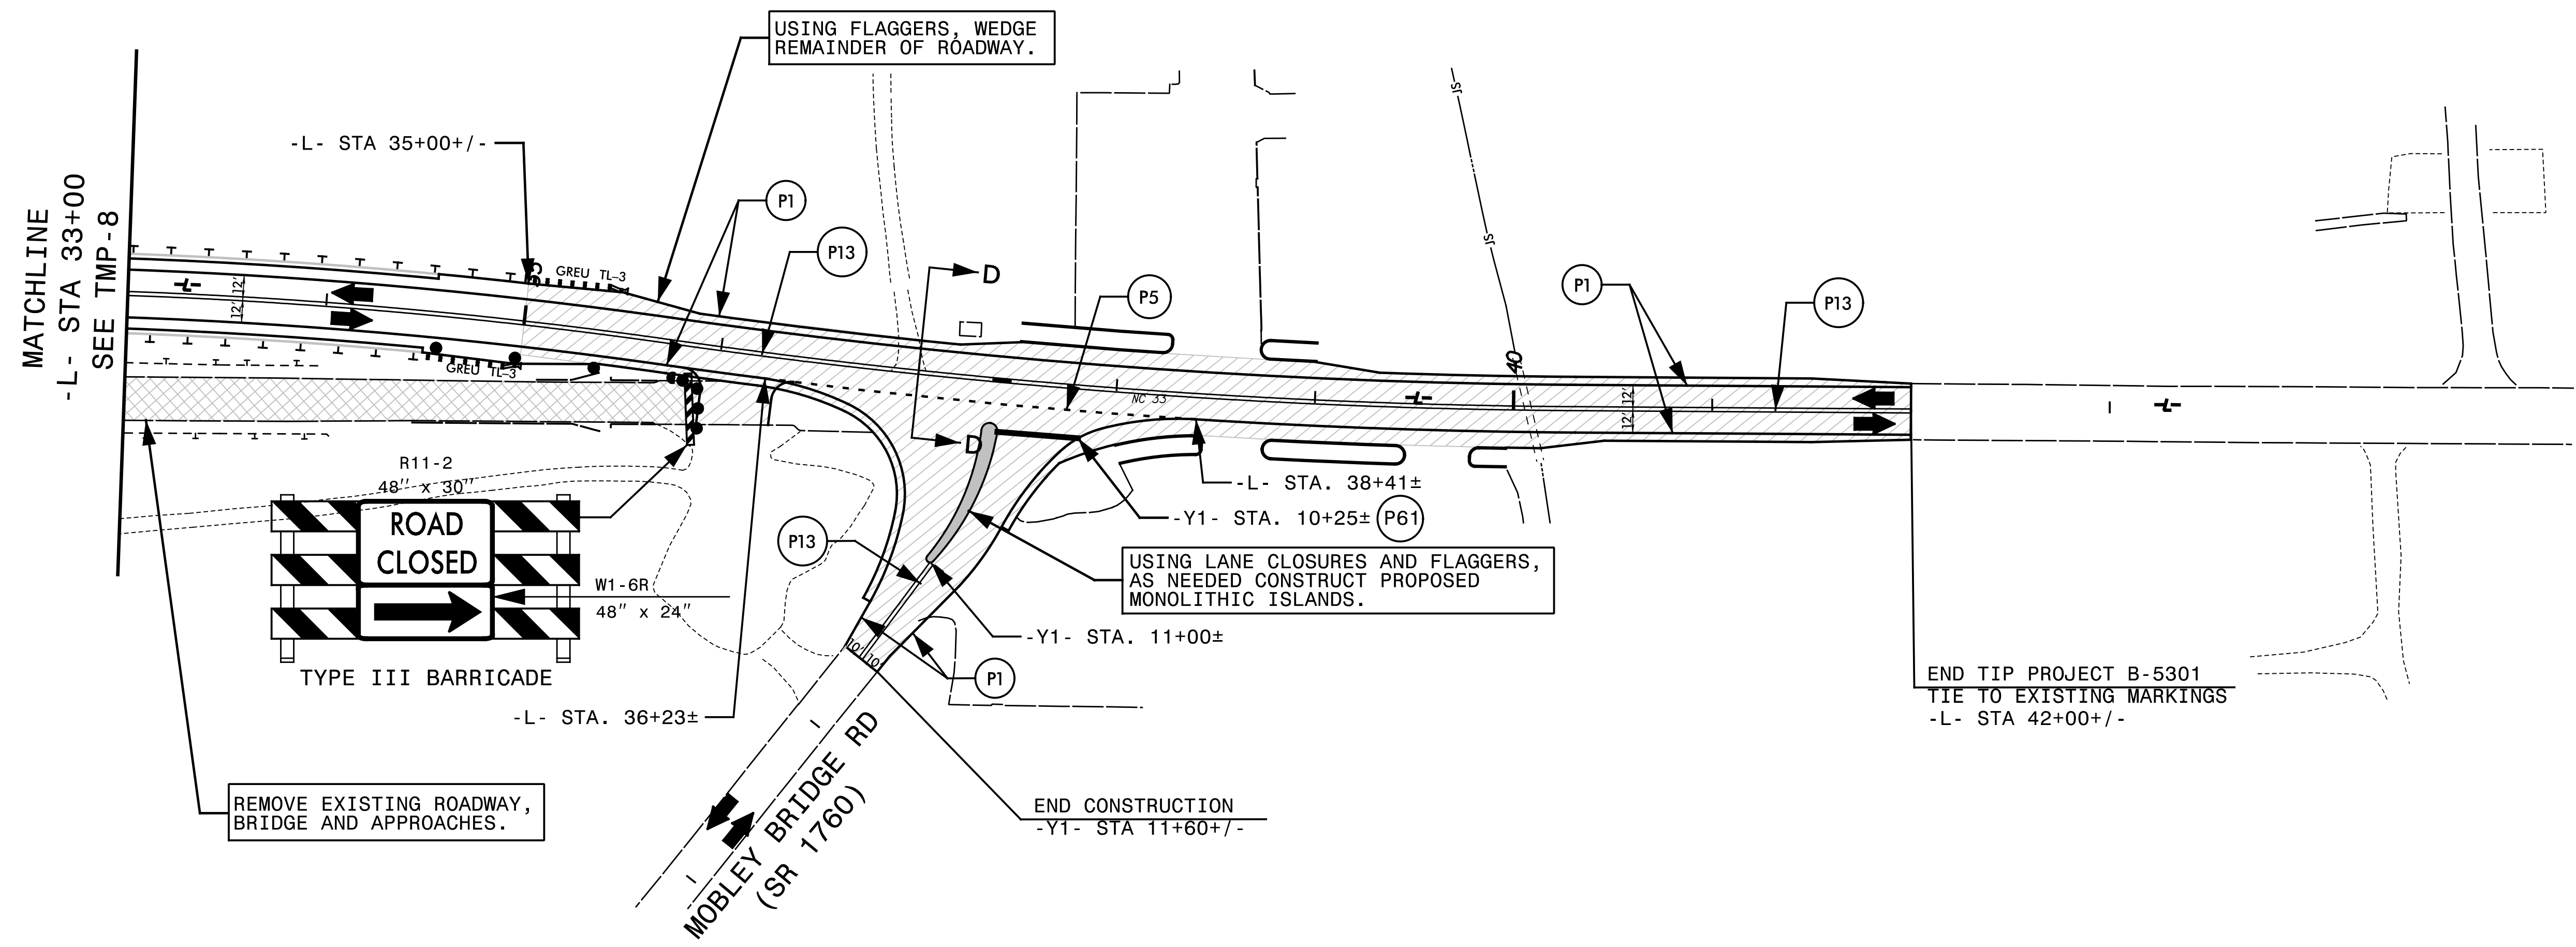 USING FLAGGERS, WEDGE
REMAINDER OF ROADWAY.
-L- STA 35+00+/-
MATCHLINE
-L- STA 33+00
SEE TMP-8
P1
P13
GREU TL-3
12' 12'
D
P5
P1
P13
JS
JS
40
NC 33
12' 12'
GREU TL-3
D
R11-2
48" x 30"
ROAD
CLOSED
W1-6R
48" x 24"
TYPE III BARRICADE
-L- STA. 38+41±
-Y1- STA. 10+25± P61
P13
USING LANE CLOSURES AND FLAGGERS,
AS NEEDED CONSTRUCT PROPOSED
MONOLITHIC ISLANDS.
-Y1- STA. 11+00±
10' 10'
P1
-L- STA. 36+23±
END TIP PROJECT B-5301
TIE TO EXISTING MARKINGS
-L- STA 42+00+/-
MOBLEY BRIDGE RD
(SR 1760)
END CONSTRUCTION
-Y1- STA 11+60+/-
REMOVE EXISTING ROADWAY,
BRIDGE AND APPROACHES.